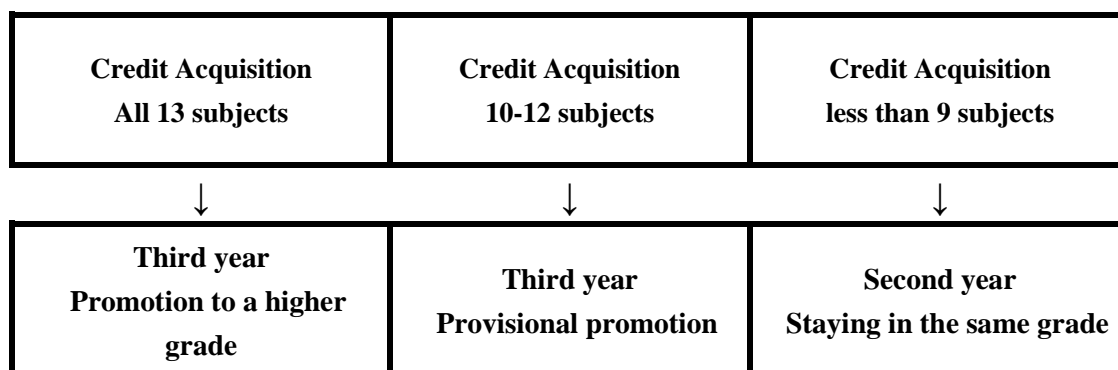 Credit Acquisition
All 13 subjects
Credit Acquisition
10-12 subjects
Credit Acquisition
less than 9 subjects
↓ ↓ ↓
Third year
Promotion to a higher
grade
Third year
Provisional promotion
Second year
Staying in the same grade